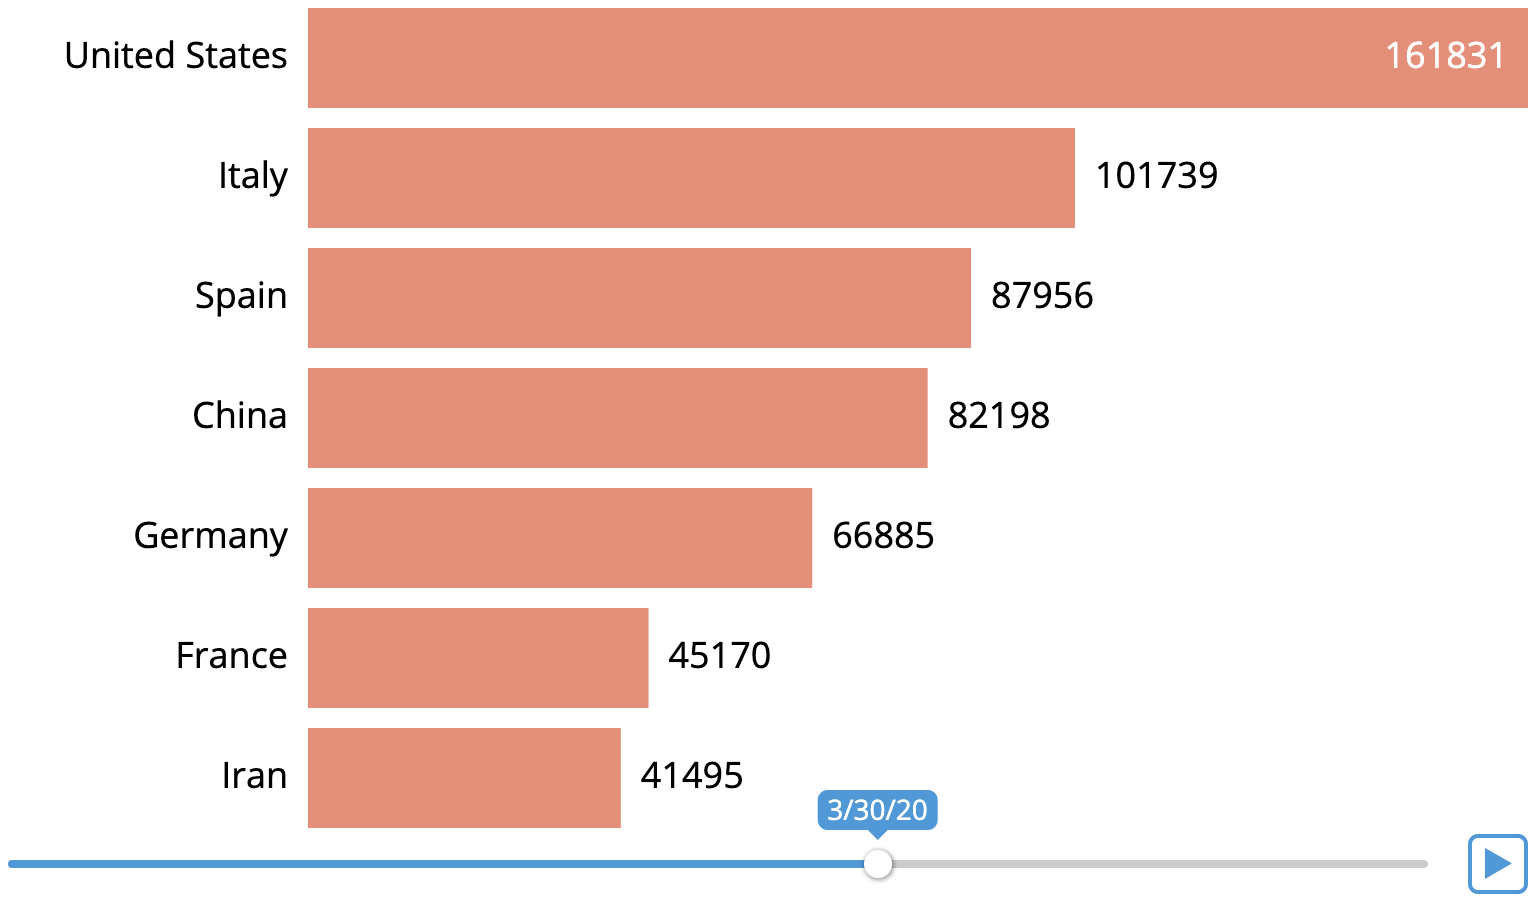 United States 161831
Italy 101739
Spain 87956
China 82198
Germany 66885
France 45170
Iran 41495
3/30/20